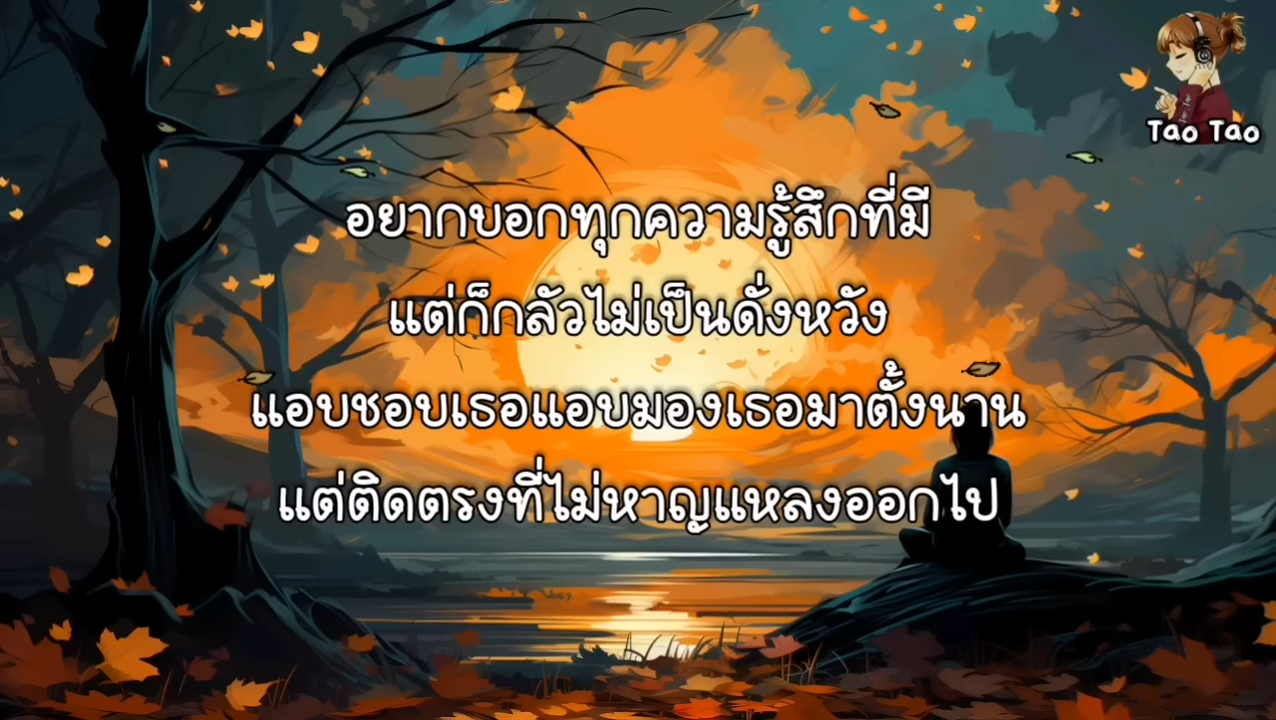 Tao Tao
อยากบอกทุกความรู้สึกที่มี
แต่ก็กลัวไม่เป็นดั่งหวัง
แอบชอบเธอแอบมองเธอมาตั้งนาน
แต่ติดตรงที่ไม่หาญแหลงออกไป